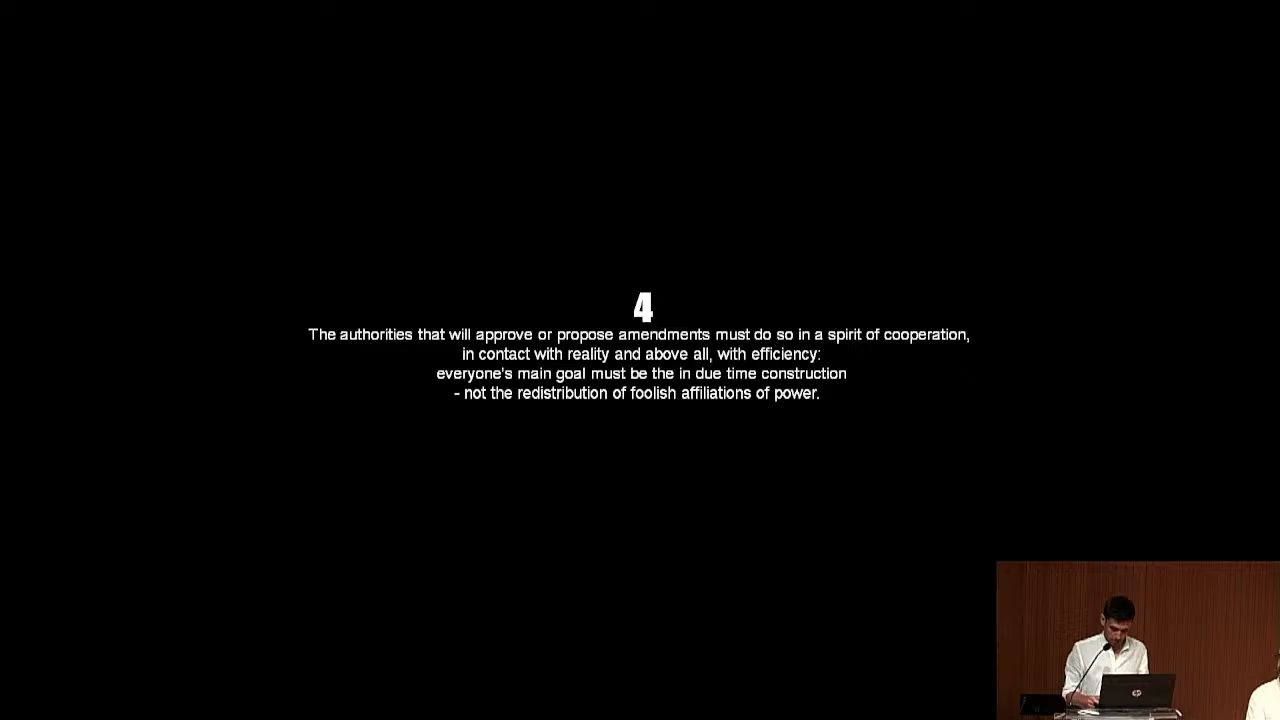 4
The authorities that will approve or propose amendments must do so in a spirit of cooperation,
in contact with reality and above all, with efficiency:
everyone's main goal must be the in due time construction
- not the redistribution of foolish affiliations of power.